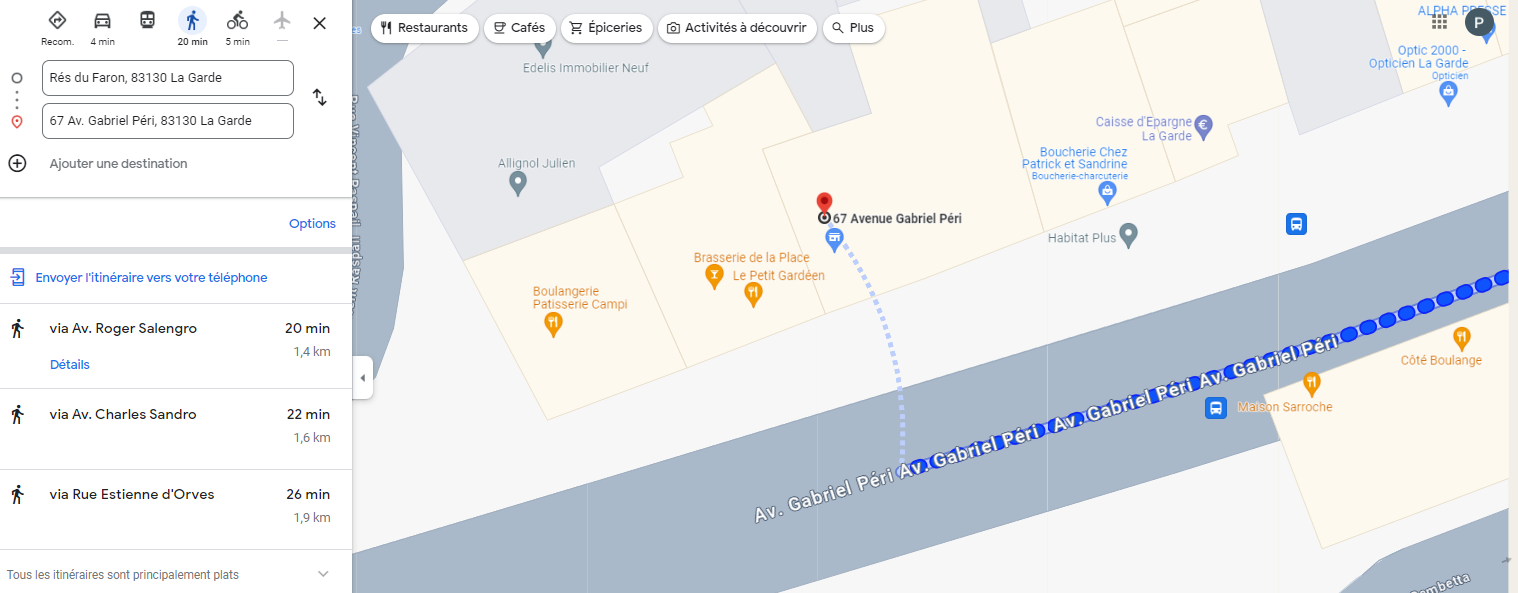 Recom.
4 min
20 min
5 min
—
Rés du Faron, 83130 La Garde
67 Av. Gabriel Péri, 83130 La Garde
Ajouter une destination
Options
Envoyer l'itinéraire vers votre téléphone
via Av. Roger Salengro
20 min
1,4 km
Détails
via Av. Charles Sandro
22 min
1,6 km
via Rue Estienne d'Orves
26 min
1,9 km
Tous les itinéraires sont principalement plats
Restaurants
Cafés
Épiceries
Activités à découvrir
Plus
P
ALPHA PRESSE
Edelis Immobilier Neuf
Optic 2000 -
Opticien La Garde
Opticien
Caisse d'Epargne
La Garde
€
Boucherie Chez
Patrick et Sandrine
Boucherie-charcuterie
Allignol Julien
67 Avenue Gabriel Péri
Habitat Plus
Brasserie de la Place
Le Petit Gardéen
Boulangerie
Patisserie Campi
Côté Boulange
Maison Sarroche
Av. Gabriel Péri
Av. Gabriel Péri
Av. Gabriel Péri
Av. Gabriel Péri